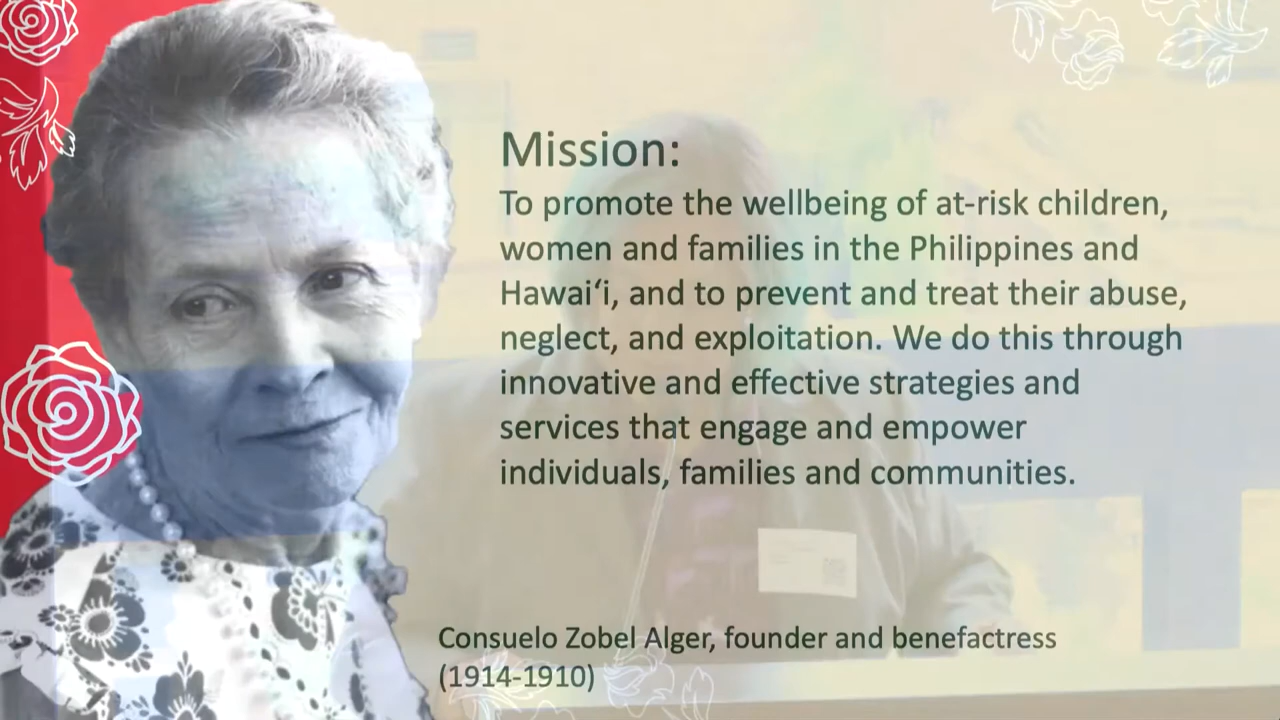 Mission:
To promote the wellbeing of at-risk children,
women and families in the Philippines and
Hawaiʻi, and to prevent and treat their abuse,
neglect, and exploitation. We do this through
innovative and effective strategies and
services that engage and empower
individuals, families and communities.
Consuelo Zobel Alger, founder and benefactress
(1914-1910)